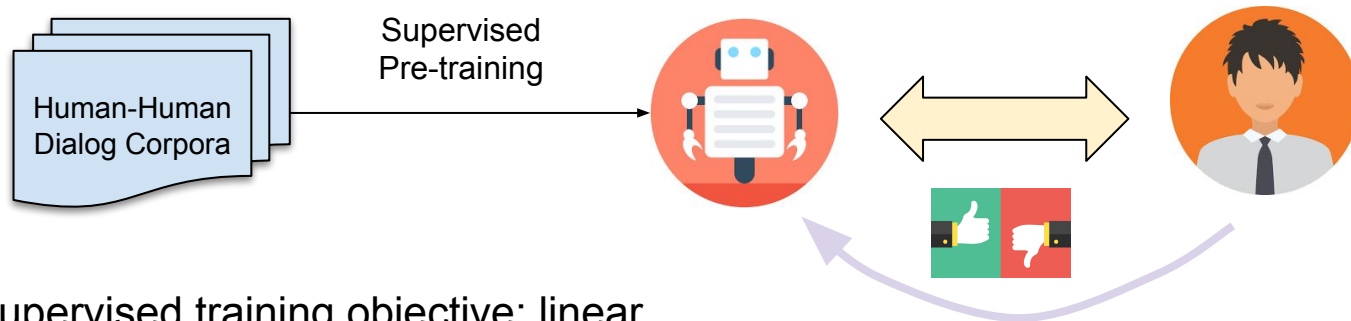 Supervised
Pre-training
Human-Human
Dialog Corpora
upervised training objective: linear